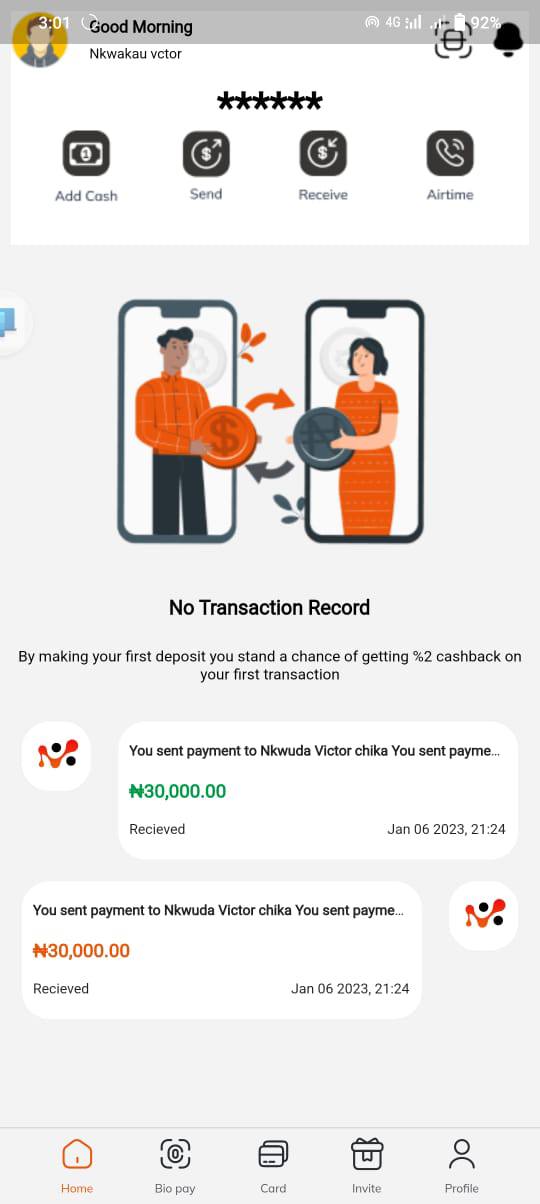 3:01
4G
92%
Good Morning
Nkwakau vctor
******
Add Cash
Send
Receive
Airtime
No Transaction Record
By making your first deposit you stand a chance of getting %2 cashback on
your first transaction
You sent payment to Nkwuda Victor chika You sent payme...
₦30,000.00
Recieved
Jan 06 2023, 21:24
You sent payment to Nkwuda Victor chika You sent payme...
₦30,000.00
Recieved
Jan 06 2023, 21:24
Home
Bio pay
Card
Invite
Profile